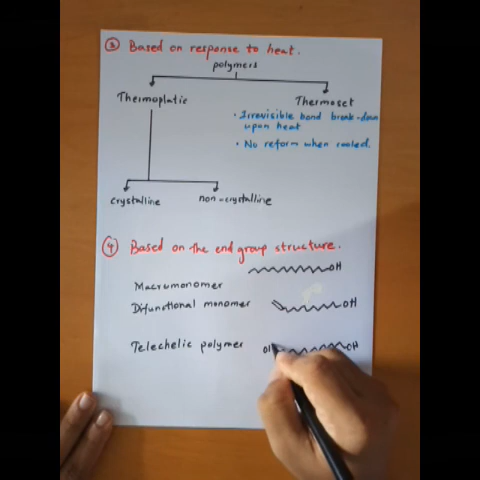 ③ Based on response to heat.
polymers
Thermoplatic
Thermoset
• Irrevisible bond break-down
upon heat
• No reform when cooled.
crystalline
non-crystalline
④ Based on the end group structure.
OH
Macromonomer
Difunctional monomer
OH
Telechelic polymer
OH